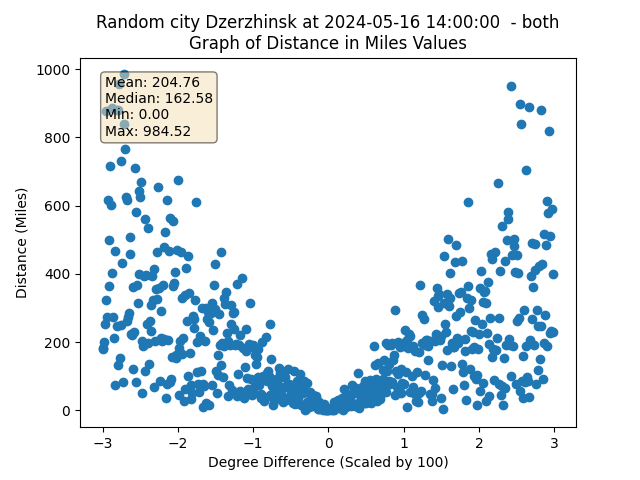 Random city Dzerzhinsk at 2024-05-16 14:00:00  - both
Graph of Distance in Miles Values
Mean: 204.76
Median: 162.58
Min: 0.00
Max: 984.52
1000
800
600
400
200
0
Distance (Miles)
−3 −2 −1 0 1 2 3
Degree Difference (Scaled by 100)